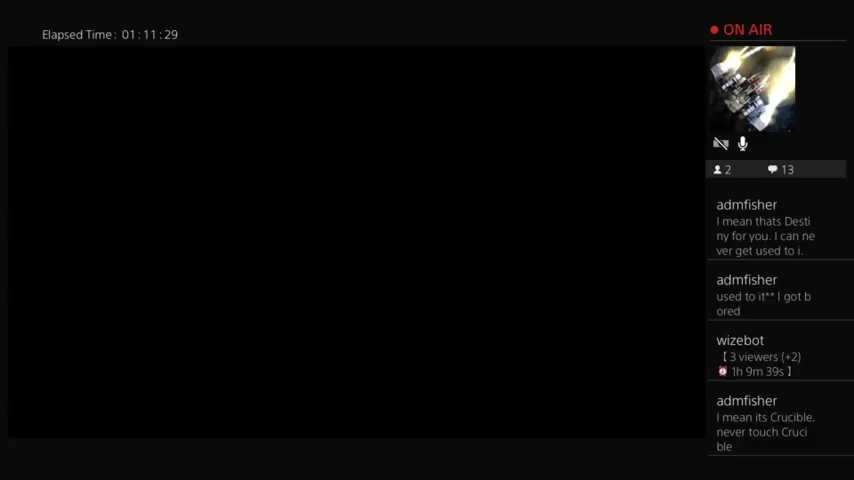 Elapsed Time: 01:11:29
ON AIR
2 13
admfisher
I mean thats Desti
ny for you. I can ne
ver get used to i.
admfisher
used to it** I got b
ored
wizebot
【3 viewers (+2)
⏰ 1h 9m 39s】
admfisher
I mean its Crucible.
never touch Cruci
ble